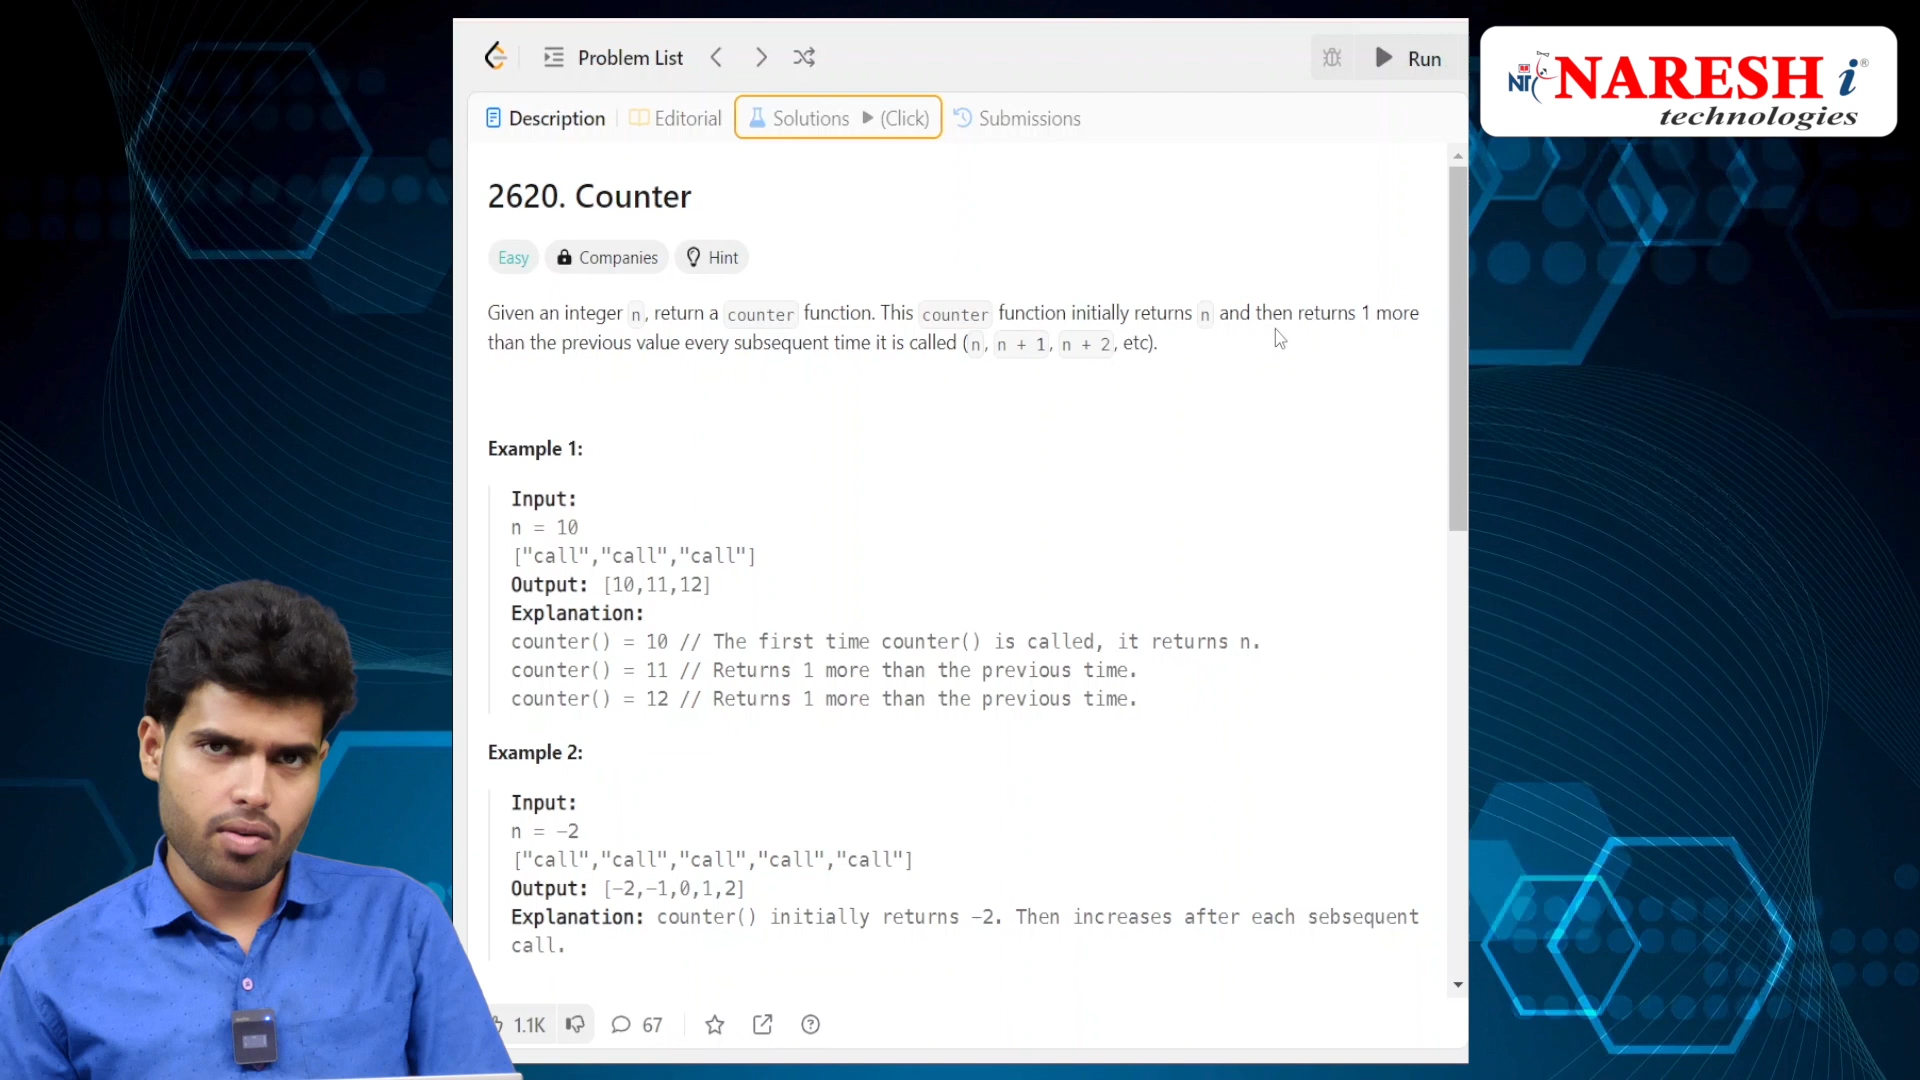 Problem List
Run
NARESH i
technologies
Description
Editorial
Solutions
(Click)
Submissions
2620. Counter
Easy
Companies
Hint
Given an integer n, return a counter function. This counter function initially returns n and then returns 1 more
than the previous value every subsequent time it is called (n, n + 1, n + 2, etc).
Example 1:
Input:
n = 10
["call","call","call"]
Output: [10,11,12]
Explanation:
counter() = 10 // The first time counter() is called, it returns n.
counter() = 11 // Returns 1 more than the previous time.
counter() = 12 // Returns 1 more than the previous time.
Example 2:
Input:
n = -2
["call","call","call","call","call"]
Output: [-2,-1,0,1,2]
Explanation: counter() initially returns -2. Then increases after each sebsequent
call.
1.1K
67